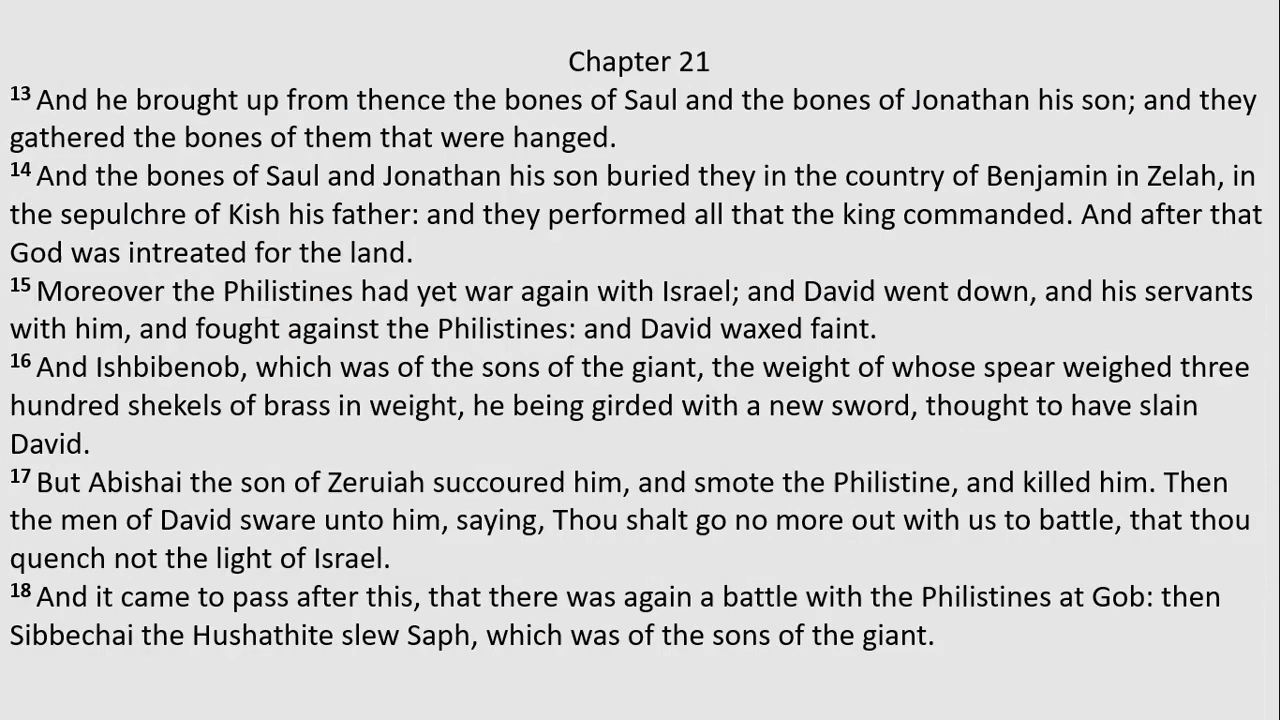 Chapter 21
13 And he brought up from thence the bones of Saul and the bones of Jonathan his son; and they
gathered the bones of them that were hanged.
14 And the bones of Saul and Jonathan his son buried they in the country of Benjamin in Zelah, in
the sepulchre of Kish his father: and they performed all that the king commanded. And after that
God was intreated for the land.
15 Moreover the Philistines had yet war again with Israel; and David went down, and his servants
with him, and fought against the Philistines: and David waxed faint.
16 And Ishbibenob, which was of the sons of the giant, the weight of whose spear weighed three
hundred shekels of brass in weight, he being girded with a new sword, thought to have slain
David.
17 But Abishai the son of Zeruiah succoured him, and smote the Philistine, and killed him. Then
the men of David sware unto him, saying, Thou shalt go no more out with us to battle, that thou
quench not the light of Israel.
18 And it came to pass after this, that there was again a battle with the Philistines at Gob: then
Sibbechai the Hushathite slew Saph, which was of the sons of the giant.